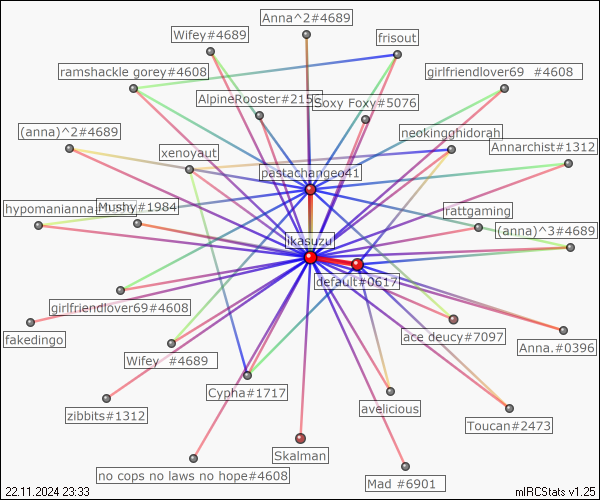 Anna^2#4689
Wifey#4689
frisout
ramshackle gorey#4608
girlfriendlover69 #4608
AlpineRooster#215
Soxy Foxy#5076
(anna)^2#4689
neokingghidorah
Annarchist#1312
xenoyaut
pastachangeo41
hypomanianna
Mushy#1984
rattgaming
(anna)^3#4689
ikasuzu
default#0617
girlfriendlover69#4608
fakedingo
ace deucy#7097
Anna.#0396
Wifey #4689
Cypha#1717
zibbits#1312
avelicious
Toucan#2473
Skalman
no cops no laws no hope#4608
Mad #6901
22.11.2024 23:33
mIRCStats v1.25